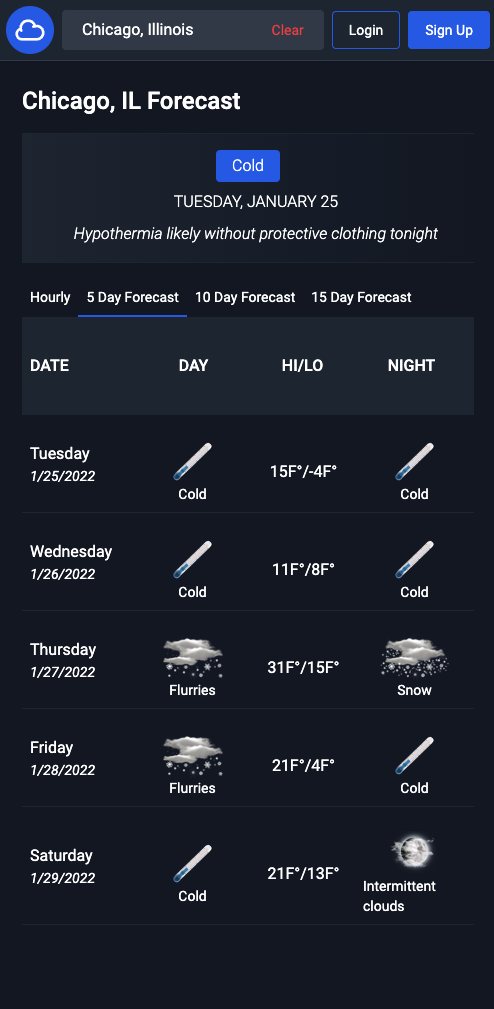 Chicago, Illinois Clear Login Sign Up
Chicago, IL Forecast
Cold
TUESDAY, JANUARY 25
Hypothermia likely without protective clothing tonight
Hourly 5 Day Forecast 10 Day Forecast 15 Day Forecast
DATE DAY HI/LO NIGHT
Tuesday
1/25/2022
Cold 15F°/-4F° Cold
Wednesday
1/26/2022
Cold 11F°/8F° Cold
Thursday
1/27/2022
Flurries 31F°/15F° Snow
Friday
1/28/2022
Flurries 21F°/4F° Cold
Saturday
1/29/2022
Cold 21F°/13F° Intermittent
clouds